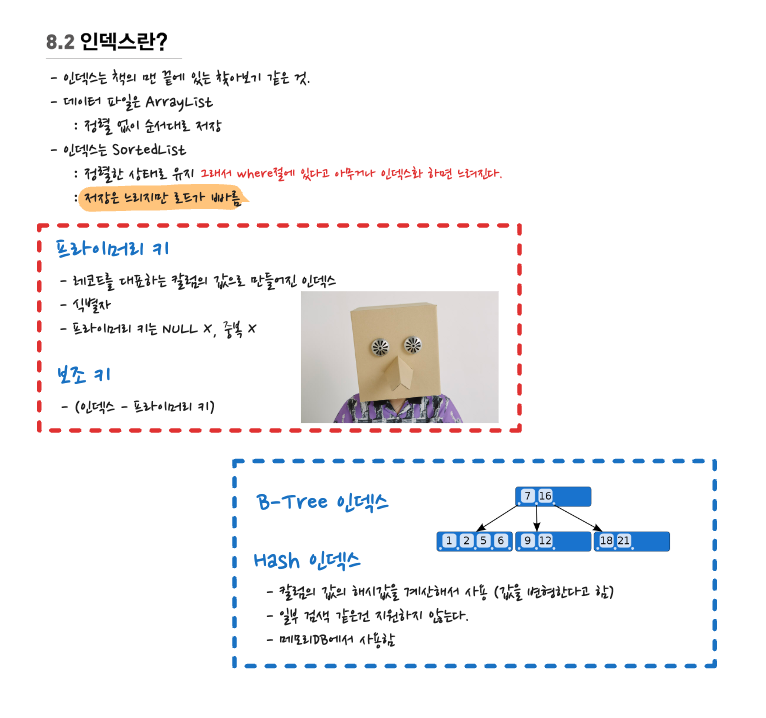 8.2 인덱스란?
- 인덱스는 책의 맨 끝에 있는 찾아보기 같은 것.
- 데이터 파일은 ArrayList
: 정렬 없이 순서대로 저장
- 인덱스는 SortedList
: 정렬한 상태로 유지 그래서 where절에 있다고 아무거나 인덱스화 하면 느려진다.
: 저장은 느리지만 로드가 빠름
프라이머리 키
- 레코드를 대표하는 칼럼의 값으로 만들어진 인덱스
- 식별자
- 프라이머리 키는 NULL X, 중복 X
보조 키
- (인덱스 - 프라이머리 키)
B-Tree 인덱스
7 16
1 2 5 6 9 12 18 21
Hash 인덱스
- 칼럼의 값의 해시값을 계산해서 사용 (값을 변형한다고 함)
- 일부 검색 같은건 지원하지 않는다.
- 메모리DB에서 사용함